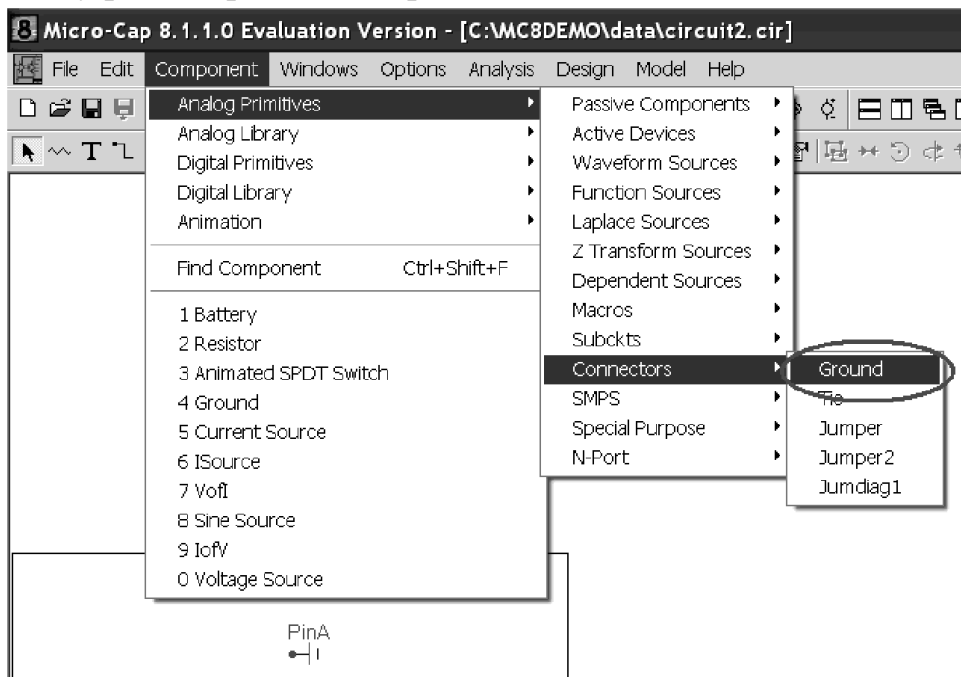 Micro-Cap 8.1.1.0 Evaluation Version - [C:\MC8DEMO\data\circuit2.cir]
File Edit Component Windows Options Analysis Design Model Help
T
Analog Primitives
Analog Library
Digital Primitives
Digital Library
Animation
Find Component Ctrl+Shift+F
1 Battery
2 Resistor
3 Animated SPDT Switch
4 Ground
5 Current Source
6 ISource
7 VofI
8 Sine Source
9 IofV
0 Voltage Source
Passive Components
Active Devices
Waveform Sources
Function Sources
Laplace Sources
Z Transform Sources
Dependent Sources
Macros
Subckts
Connectors
SMPS
Special Purpose
N-Port
Ground
Tie
Jumper
Jumper2
Jumdiag1
PinA